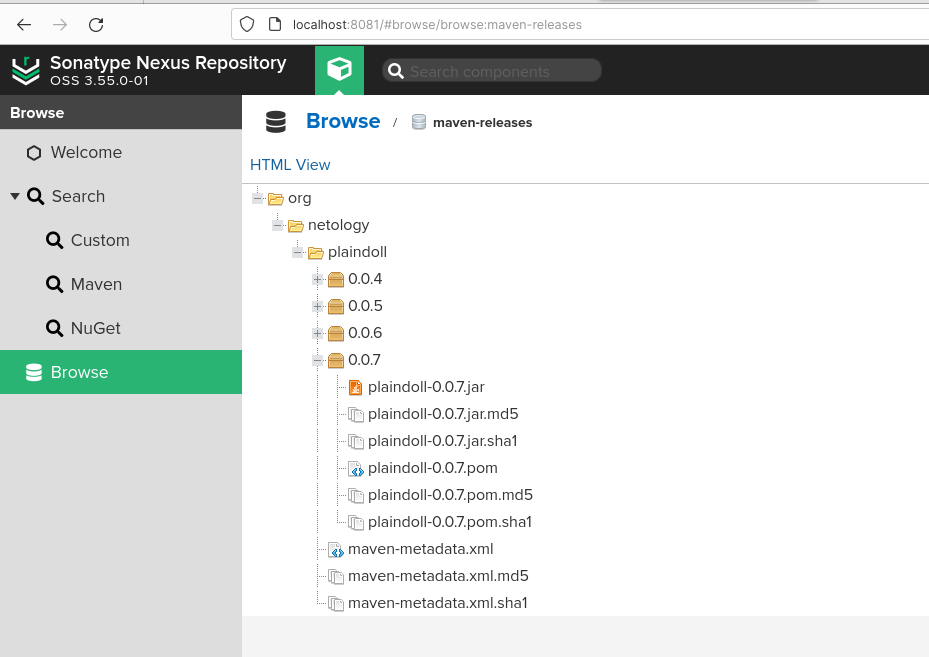 localhost:8081/#browse/browse:maven-releases
Sonatype Nexus Repository
OSS 3.55.0-01
Search components
Browse
Welcome
Search
Custom
Maven
NuGet
Browse
Browse / maven-releases
HTML View
org
netology
plaindoll
0.0.4
0.0.5
0.0.6
0.0.7
plaindoll-0.0.7.jar
plaindoll-0.0.7.jar.md5
plaindoll-0.0.7.jar.sha1
plaindoll-0.0.7.pom
plaindoll-0.0.7.pom.md5
plaindoll-0.0.7.pom.sha1
maven-metadata.xml
maven-metadata.xml.md5
maven-metadata.xml.sha1